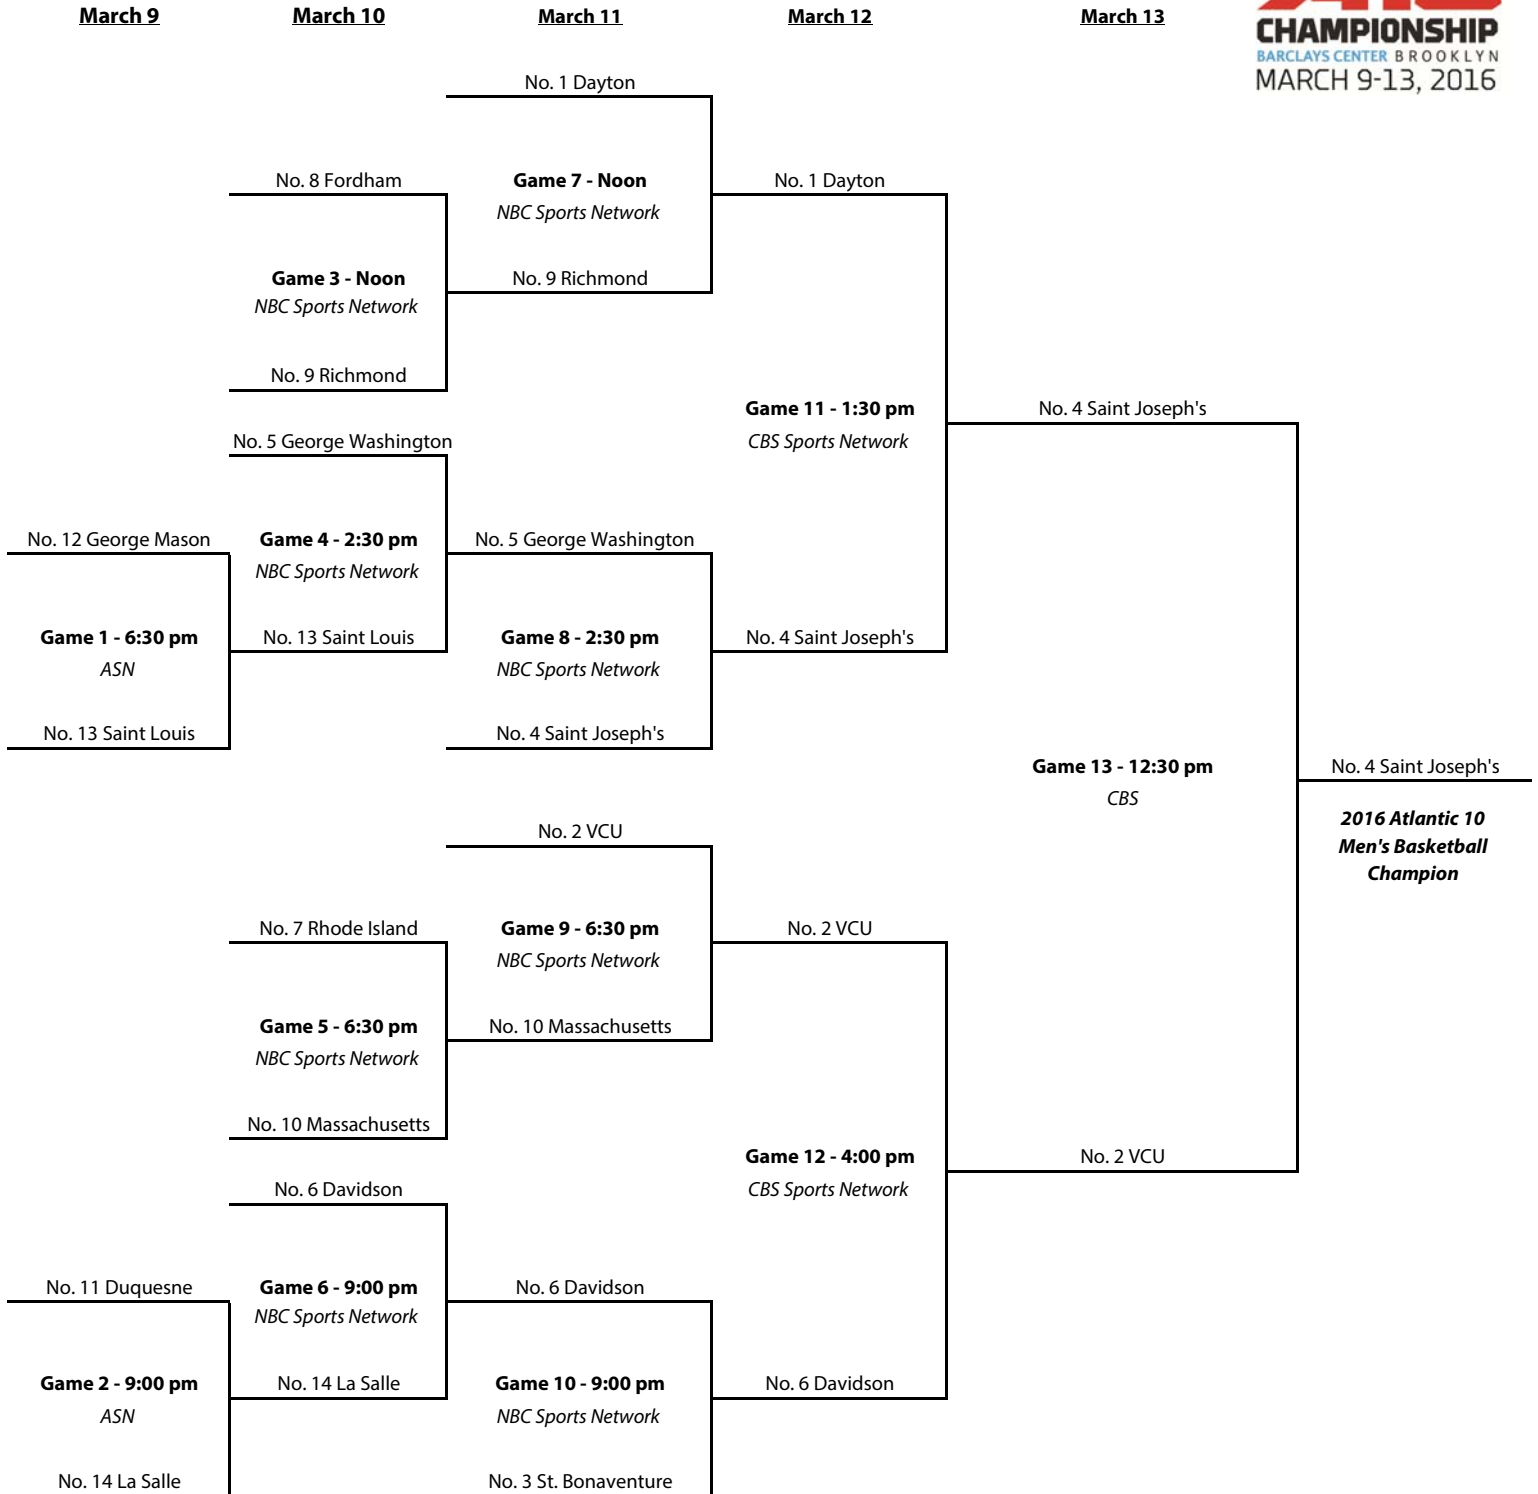 March 9
March 10
March 11
March 12
March 13
CHAMPIONSHIP
BARCLAYS CENTER BROOKLYN
MARCH 9-13, 2016
No. 1 Dayton
No. 8 Fordham
Game 7 - Noon
No. 1 Dayton
NBC Sports Network
Game 3 - Noon
No. 9 Richmond
NBC Sports Network
No. 9 Richmond
Game 11 - 1:30 pm
No. 4 Saint Joseph's
No. 5 George Washington
CBS Sports Network
No. 12 George Mason
Game 4 - 2:30 pm
No. 5 George Washington
NBC Sports Network
Game 1 - 6:30 pm
No. 13 Saint Louis
Game 8 - 2:30 pm
No. 4 Saint Joseph's
ASN
NBC Sports Network
No. 13 Saint Louis
No. 4 Saint Joseph's
Game 13 - 12:30 pm
No. 4 Saint Joseph's
CBS
2016 Atlantic 10
Men's Basketball
Champion
No. 2 VCU
No. 7 Rhode Island
Game 9 - 6:30 pm
No. 2 VCU
NBC Sports Network
Game 5 - 6:30 pm
No. 10 Massachusetts
NBC Sports Network
No. 10 Massachusetts
Game 12 - 4:00 pm
No. 2 VCU
No. 6 Davidson
CBS Sports Network
No. 11 Duquesne
Game 6 - 9:00 pm
No. 6 Davidson
NBC Sports Network
Game 2 - 9:00 pm
No. 14 La Salle
Game 10 - 9:00 pm
No. 6 Davidson
ASN
NBC Sports Network
No. 14 La Salle
No. 3 St. Bonaventure